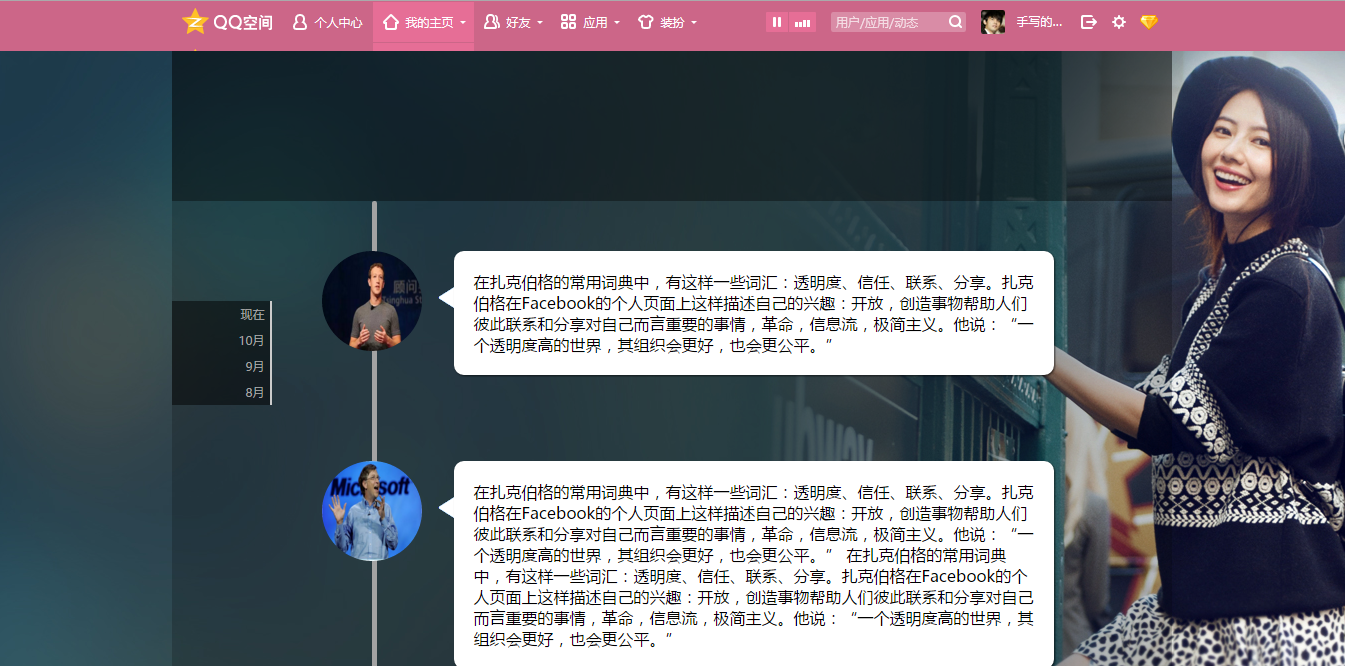 QQ空间 个人中心 我的主页 好友 应用 装扮 用户/应用/动态 手写的...
顾问
Tsinghua St
在扎克伯格的常用词典中，有这样一些词汇：透明度、信任、联系、分享。扎克
伯格在Facebook的个人页面上这样描述自己的兴趣：开放，创造事物帮助人们
彼此联系和分享对自己而言重要的事情，革命，信息流，极简主义。他说：“一
个透明度高的世界，其组织会更好，也会更公平。”
现在
10月
9月
8月
Microsoft
在扎克伯格的常用词典中，有这样一些词汇：透明度、信任、联系、分享。扎克
伯格在Facebook的个人页面上这样描述自己的兴趣：开放，创造事物帮助人们
彼此联系和分享对自己而言重要的事情，革命，信息流，极简主义。他说：“一
个透明度高的世界，其组织会更好，也会更公平。” 在扎克伯格的常用词典
中，有这样一些词汇：透明度、信任、联系、分享。扎克伯格在Facebook的个
人页面上这样描述自己的兴趣：开放，创造事物帮助人们彼此联系和分享对自己
而言重要的事情，革命，信息流，极简主义。他说：“一个透明度高的世界，其
组织会更好，也会更公平。”